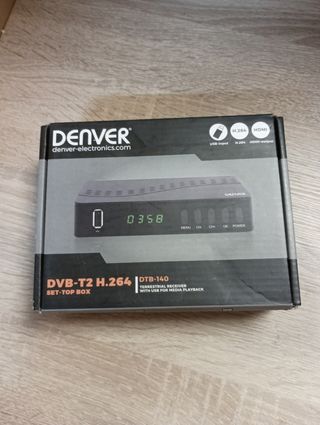 DENVER®
denver-electronics.com
USB-input
H.264
H.264
HDMI
HDMI-output
0358
MENU CH- CH+ OK POWER
DVB-T2 H.264
SET-TOP BOX
DTB-140
TERRESTRIAL RECEIVER
WITH USB FOR MEDIA PLAYBACK